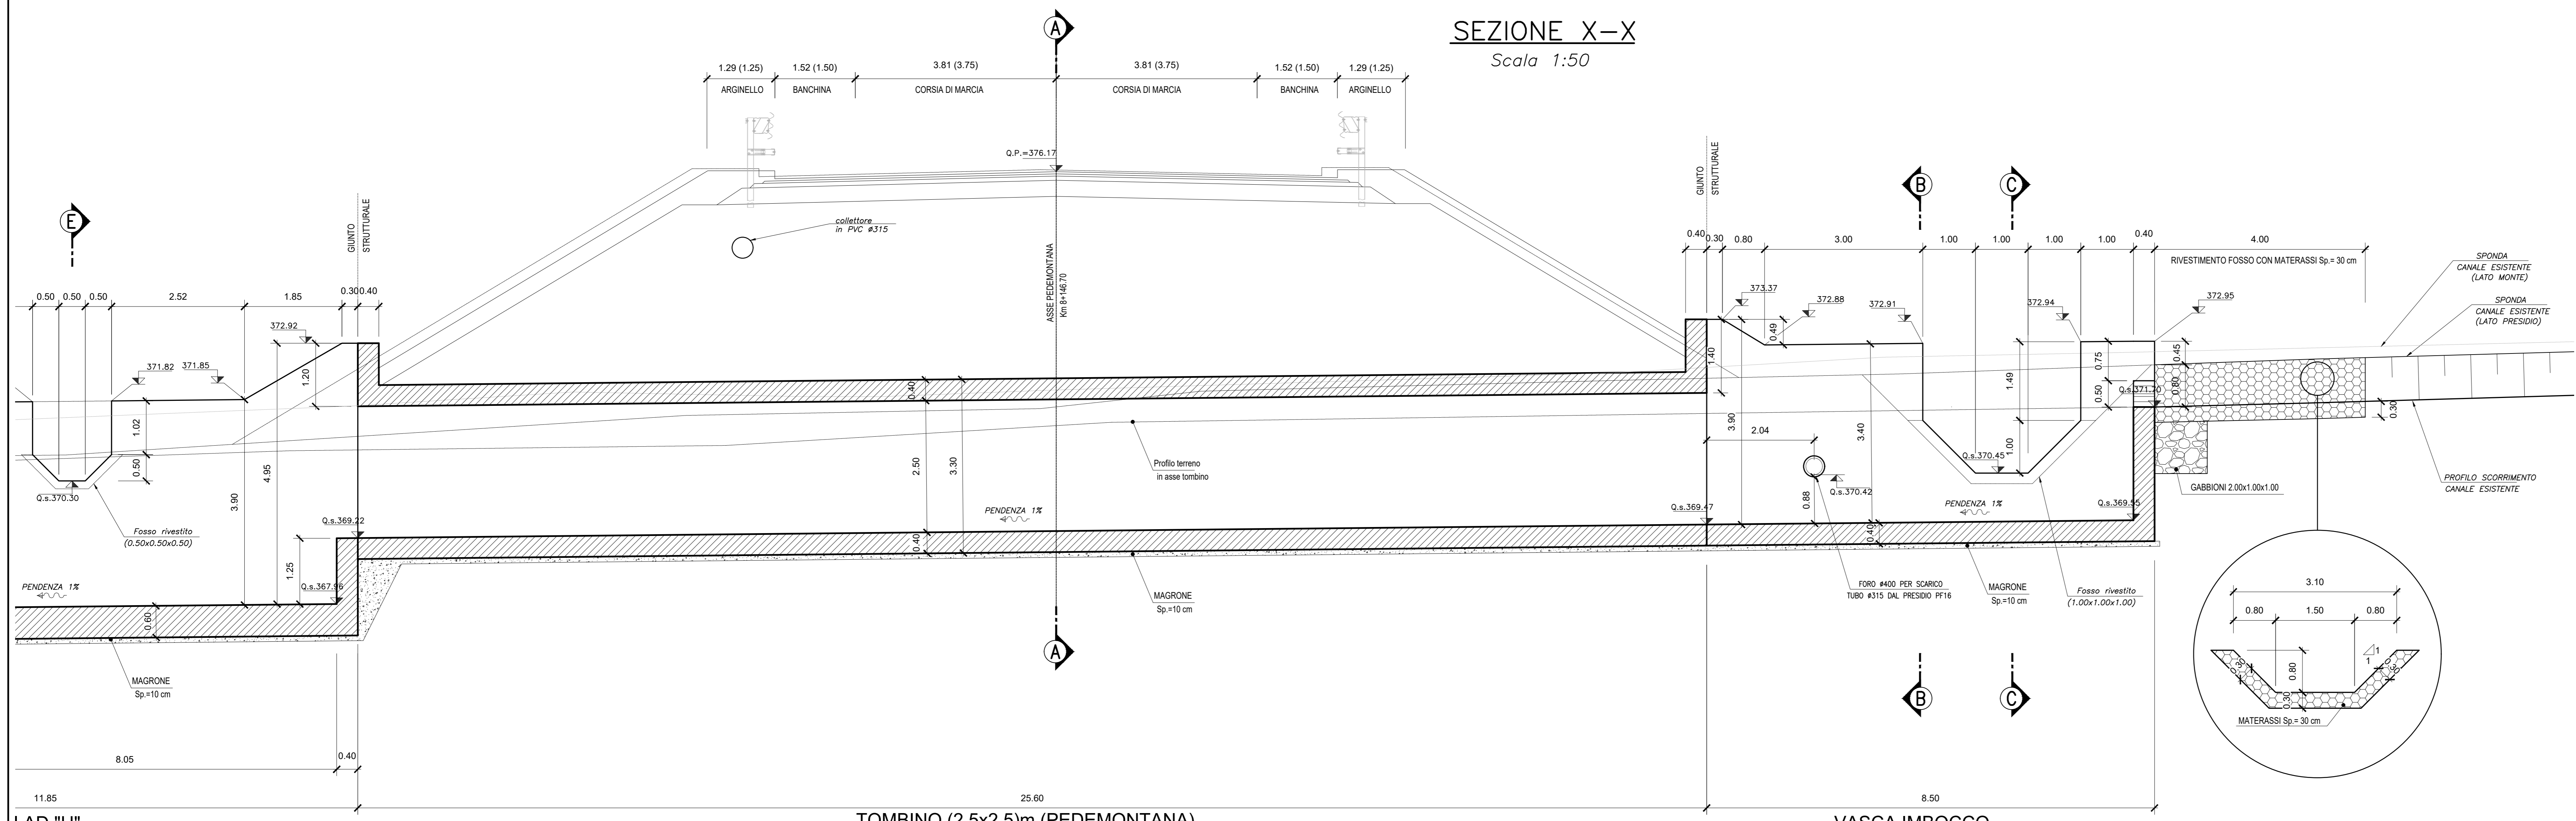 SEZIONE X-X
Scala 1:50
A
1.29 (1.25)
1.52 (1.50)
3.81 (3.75)
3.81 (3.75)
1.52 (1.50)
1.29 (1.25)
ARGINELLO
BANCHINA
CORSIA DI MARCIA
CORSIA DI MARCIA
BANCHINA
ARGINELLO
Q.P.=376.17
collettore
in PVC ø315
ASSE PEDEMONTANA
Km 8+146.70
E
GIUNTO
STRUTTURALE
GIUNTO
STRUTTURALE
B
C
0.50
0.50
0.50
2.52
1.85
0.30
0.40
0.40
0.30
0.80
3.00
1.00
1.00
1.00
1.00
0.40
4.00
RIVESTIMENTO FOSSO CON MATERASSI Sp.= 30 cm
SPONDA
CANALE ESISTENTE
(LATO MONTE)
SPONDA
CANALE ESISTENTE
(LATO PRESIDIO)
372.92
371.82
371.85
373.37
372.88
372.91
372.94
372.95
1.20
1.02
0.50
4.95
3.90
0.40
2.50
3.30
0.40
0.49
1.40
3.90
3.40
1.49
1.00
0.75
0.50
0.45
0.80
Q.s.371.70
0.30
2.04
0.88
Q.s.370.42
Q.s.370.45
Q.s.370.30
Fosso rivestito
(0.50x0.50x0.50)
Q.s.369.22
Q.s.369.47
Q.s.369.55
Profilo terreno
in asse tombino
PENDENZA 1%
PENDENZA 1%
PENDENZA 1%
GABBIONI 2.00x1.00x1.00
PROFILO SCORRIMENTO
CANALE ESISTENTE
1.25
Q.s.367.96
0.60
0.40
MAGRONE
Sp.=10 cm
MAGRONE
Sp.=10 cm
FORO ø400 PER SCARICO
TUBO ø315 DAL PRESIDIO PF16
MAGRONE
Sp.=10 cm
Fosso rivestito
(1.00x1.00x1.00)
3.10
0.80
1.50
0.80
0.30
0.80
0.30
0.30
1
1
MATERASSI Sp.= 30 cm
A
B
C
8.05
0.40
11.85
25.60
8.50
TOMBINO (2.5x2.5)m (PEDEMONTANA)
VASCA IMBOCCO